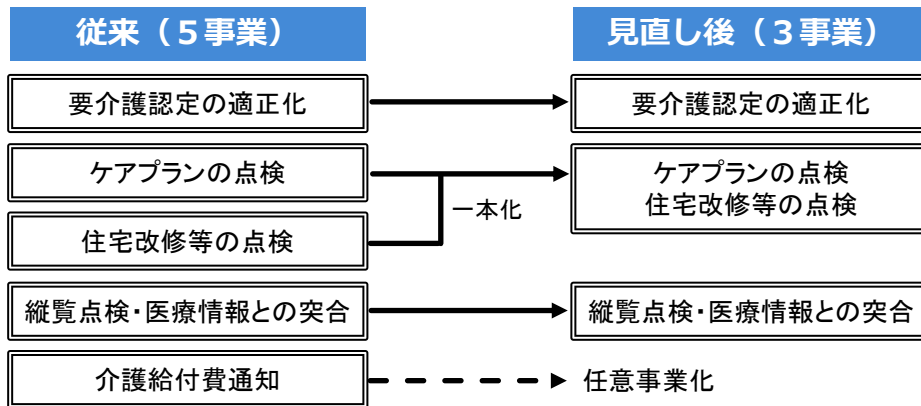 従来（５事業）
見直し後（３事業）
要介護認定の適正化
要介護認定の適正化
ケアプランの点検
ケアプランの点検
住宅改修等の点検
一本化
住宅改修等の点検
縦覧点検・医療情報との突合
縦覧点検・医療情報との突合
介護給付費通知
任意事業化